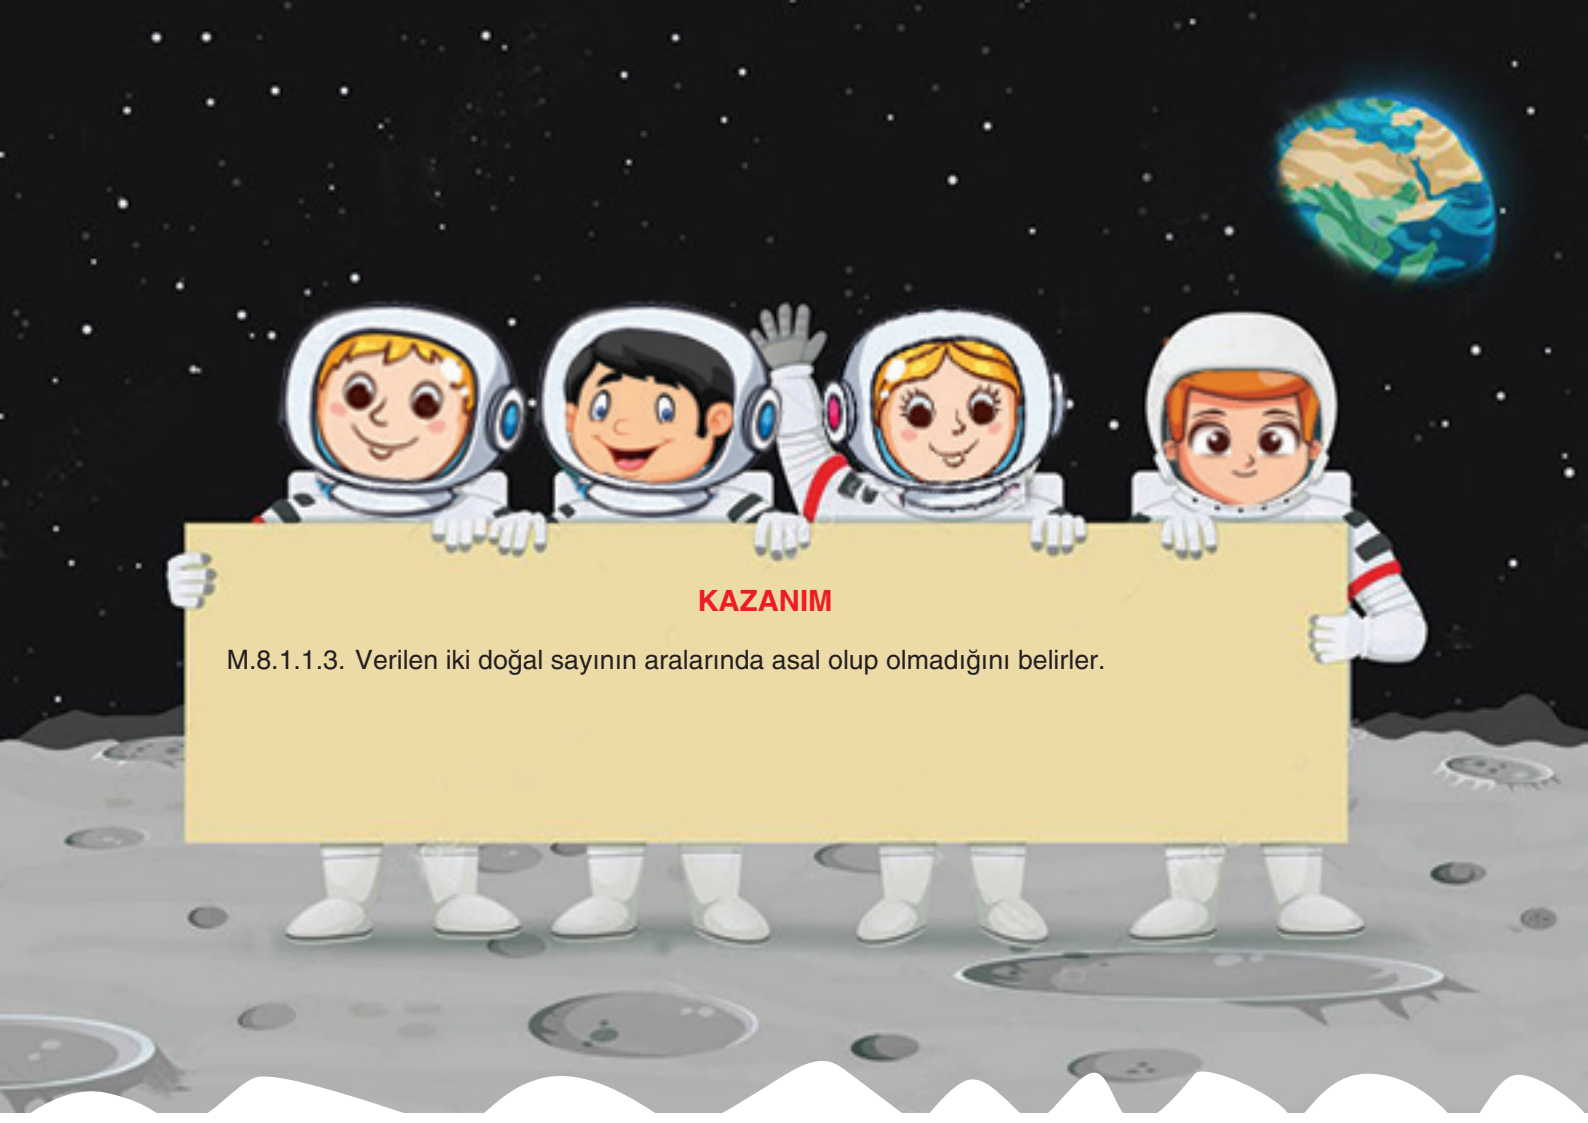 KAZANIM
M.8.1.1.3. Verilen iki doğal sayının aralarında asal olup olmadığını belirler.